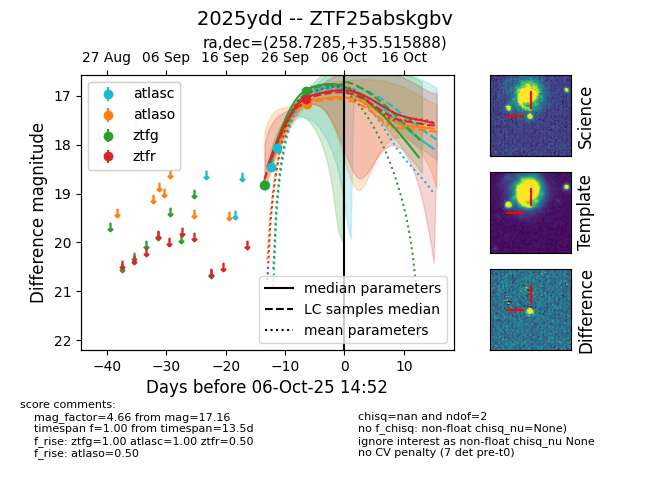 2025ydd -- ZTF25abskgbv
ra,dec=(258.7285,+35.515888)
27 Aug 06 Sep 16 Sep 26 Sep 06 Oct 16 Oct
atlasc
atlaso
ztfg
ztfr
17
18
19
20
21
22
Difference magnitude
median parameters
LC samples median
mean parameters
−40 −30 −20 −10 0 10
Days before 06-Oct-25 14:52
Science
Template
Difference
score comments:
mag_factor=4.66 from mag=17.16
timespan f=1.00 from timespan=13.5d
f_rise: ztfg=1.00 atlasc=1.00 ztfr=0.50
f_rise: atlaso=0.50
chisq=nan and ndof=2
no f_chisq: non-float chisq_nu=None)
ignore interest as non-float chisq_nu None
no CV penalty (7 det pre-t0)